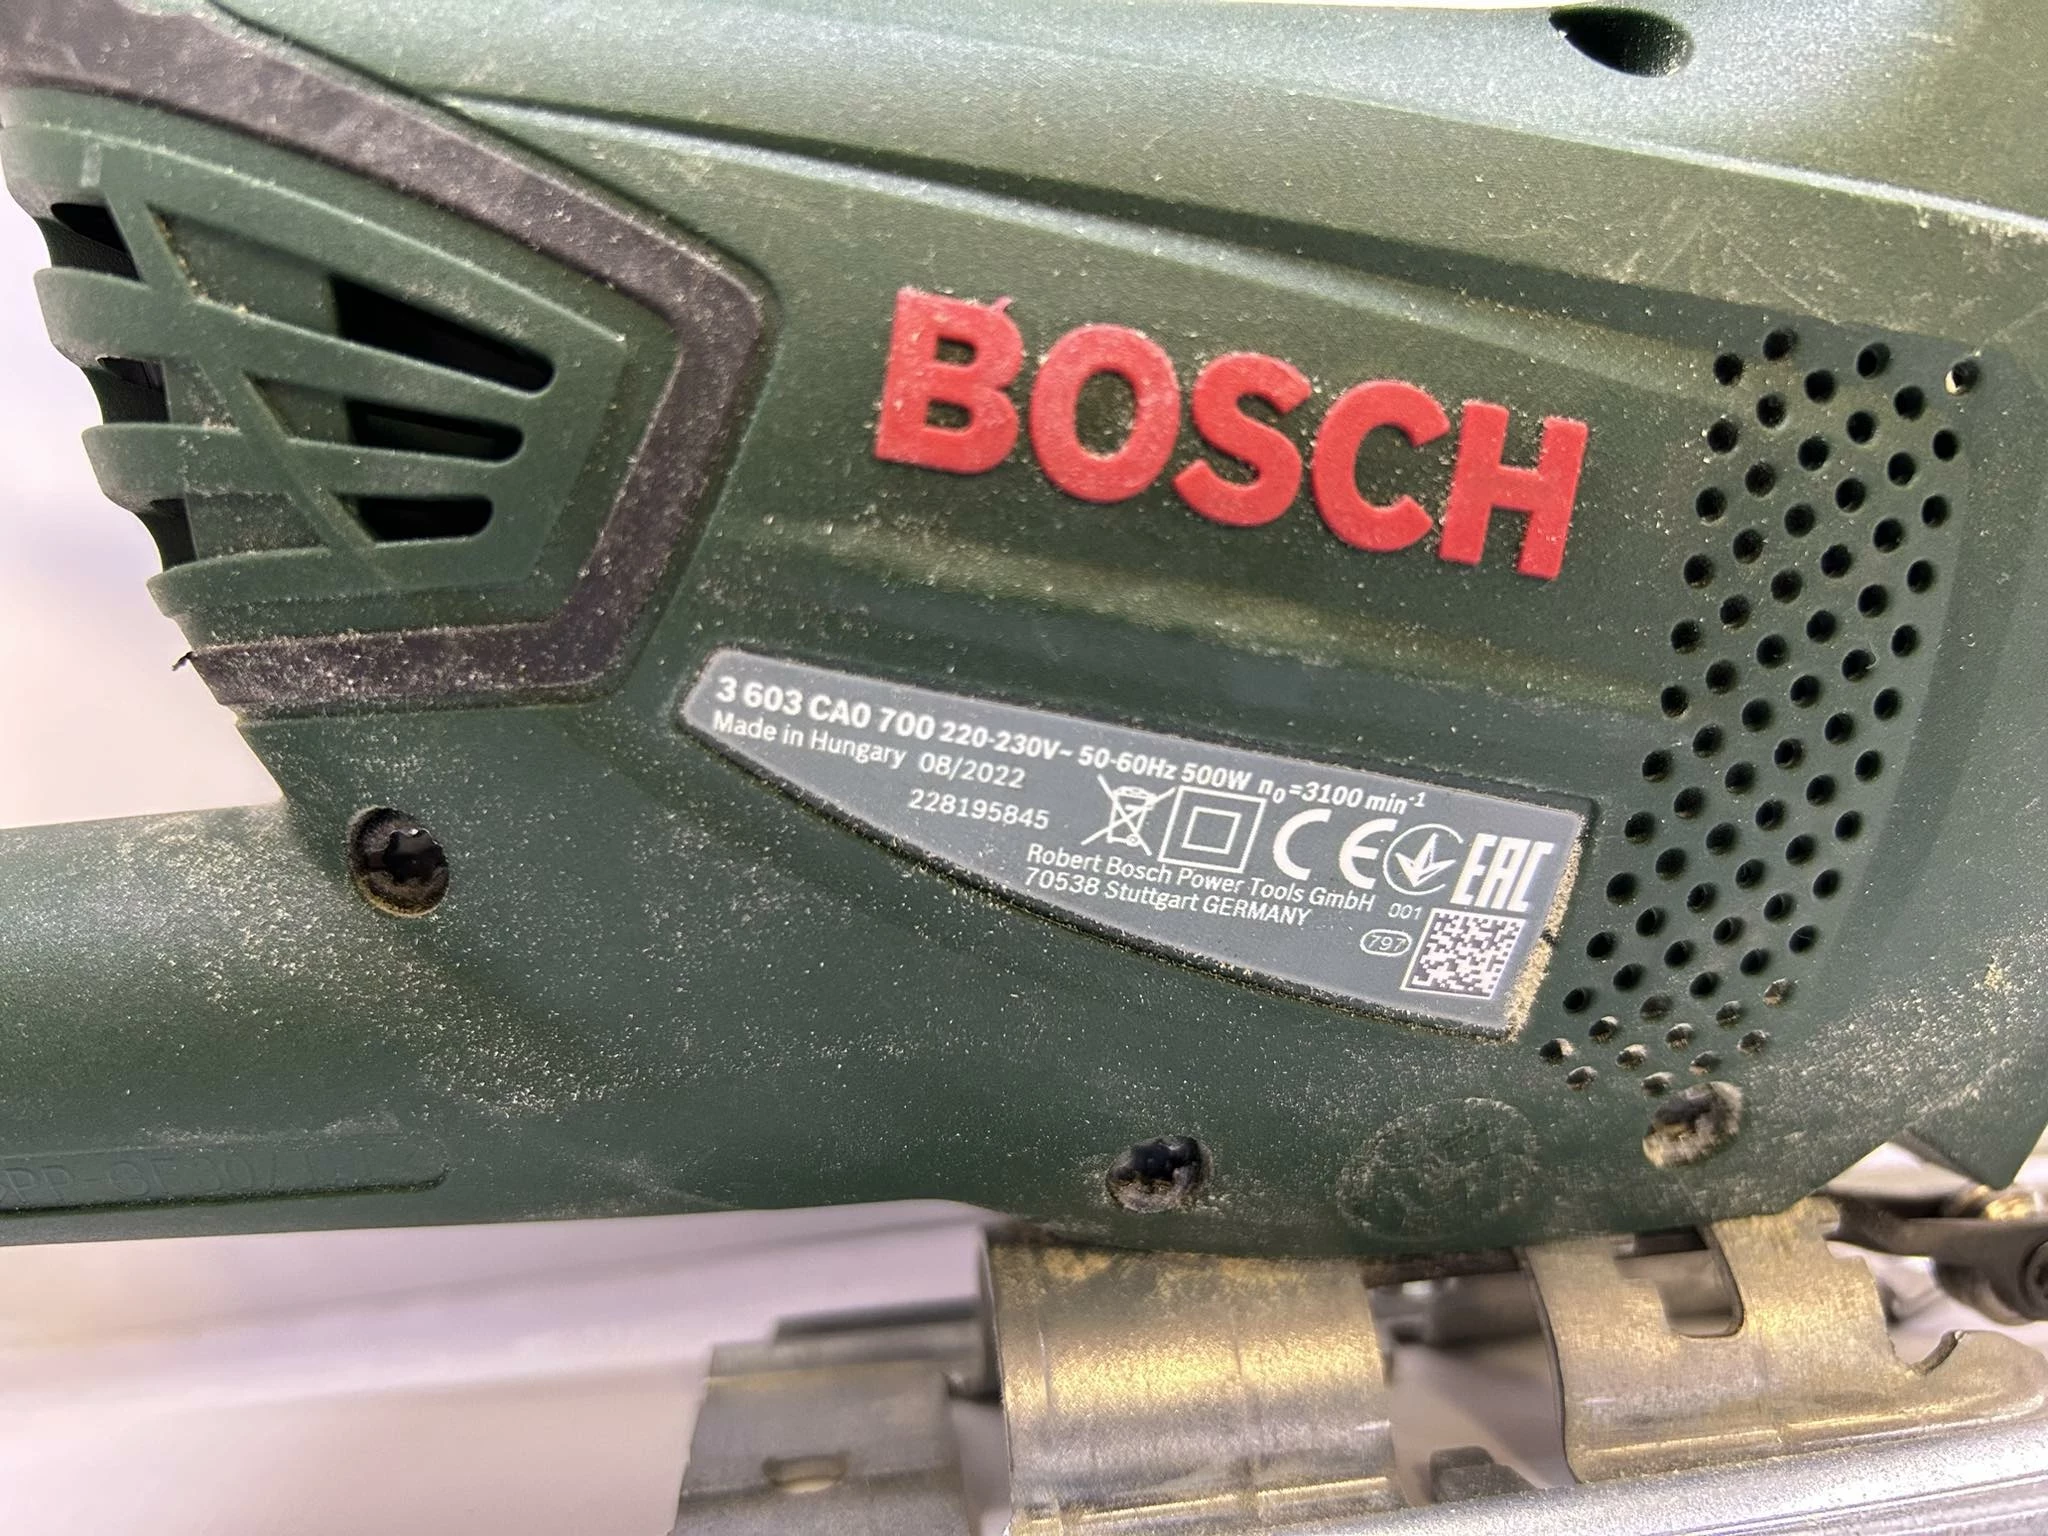 BOSCH
3 603 CA0 700 220-230V~ 50-60Hz 500W n₀=3100 min⁻¹
Made in Hungary 08/2022
228195845
CE EAC
Robert Bosch Power Tools GmbH 001
70538 Stuttgart GERMANY
797